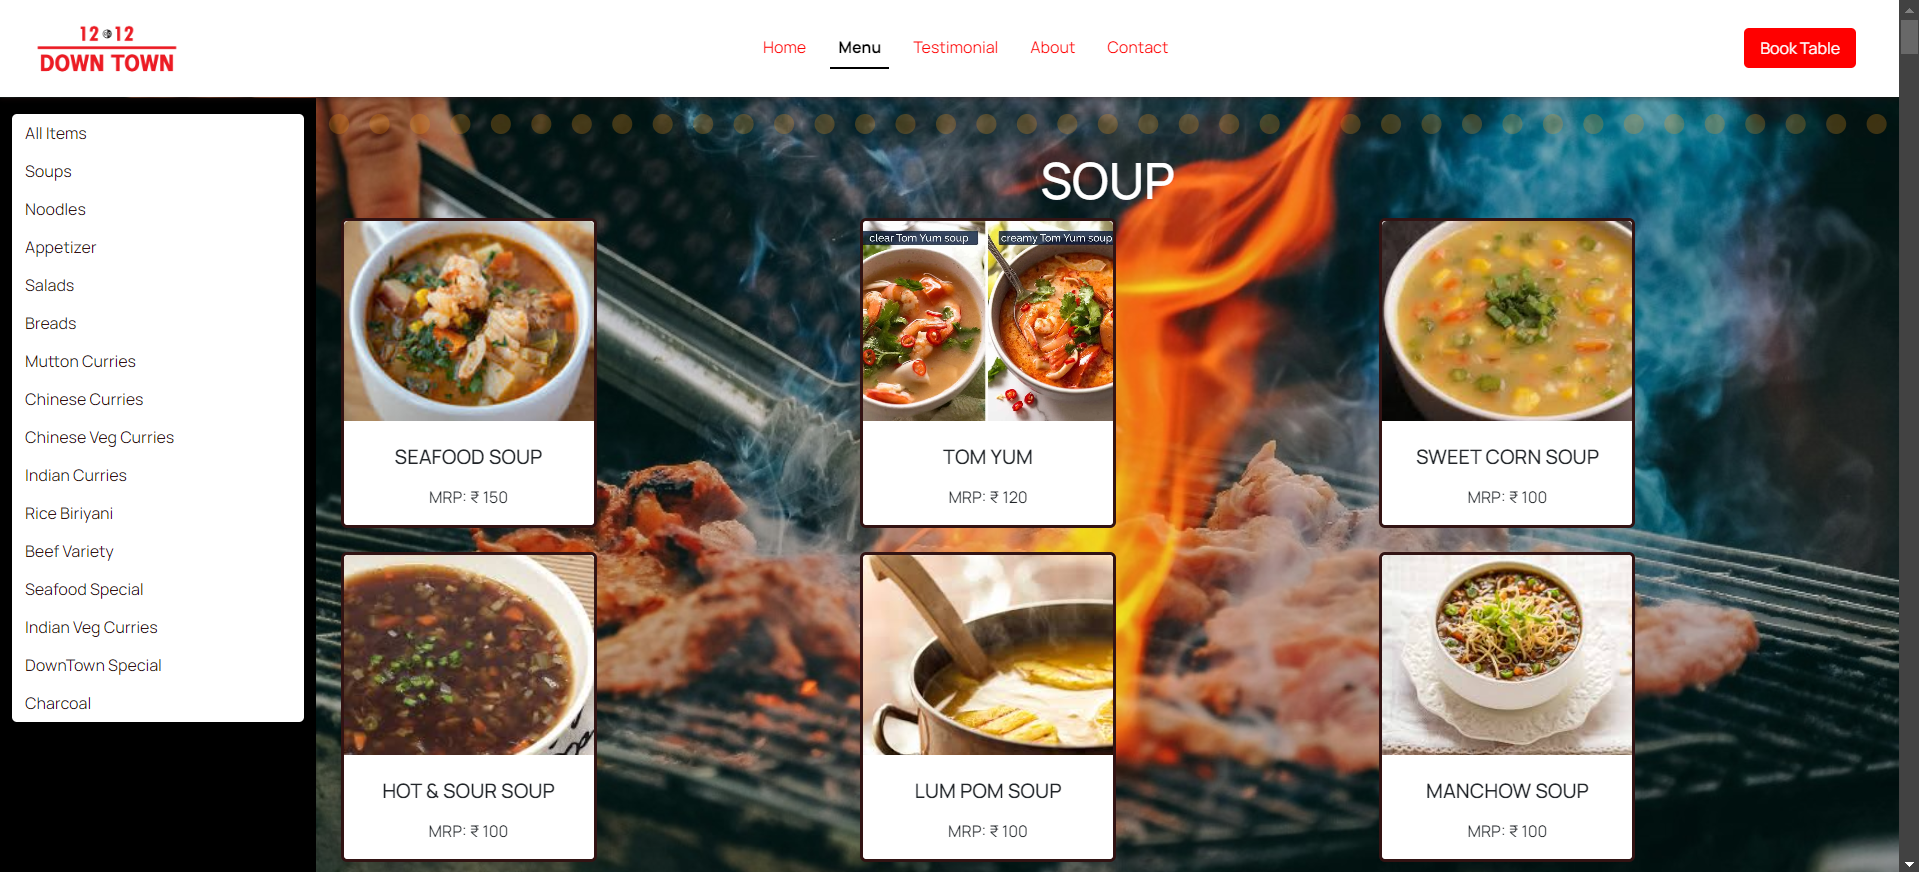 12 12
DOWN TOWN
Home
Menu
Testimonial
About
Contact
Book Table
All Items
Soups
Noodles
Appetizer
Salads
Breads
Mutton Curries
Chinese Curries
Chinese Veg Curries
Indian Curries
Rice Biriyani
Beef Variety
Seafood Special
Indian Veg Curries
DownTown Special
Charcoal
SOUP
SEAFOOD SOUP
MRP: ₹ 150
clear Tom Yum soup
creamy Tom Yum soup
TOM YUM
MRP: ₹ 120
SWEET CORN SOUP
MRP: ₹ 100
HOT & SOUR SOUP
MRP: ₹ 100
LUM POM SOUP
MRP: ₹ 100
MANCHOW SOUP
MRP: ₹ 100